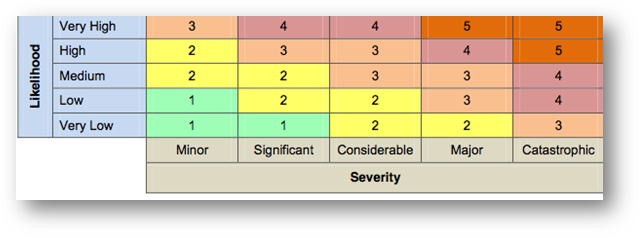 Likelihood
Very High 3 4 4 5 5
High 2 3 3 4 5
Medium 2 2 3 3 4
Low 1 2 2 3 4
Very Low 1 1 2 2 3
Minor Significant Considerable Major Catastrophic
Severity